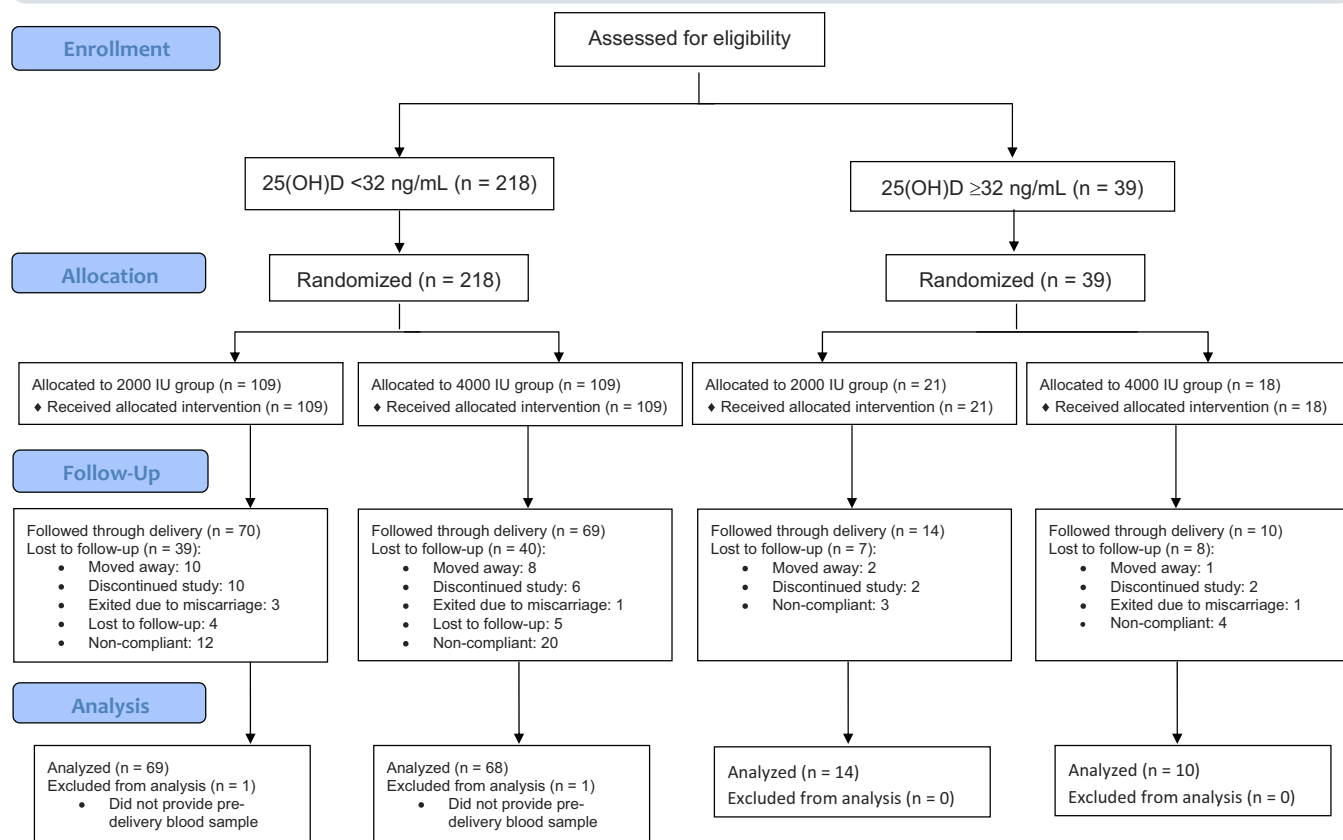 Enrollment
Assessed for eligibility
25(OH)D <32 ng/mL (n = 218)
25(OH)D ≥32 ng/mL (n = 39)
Allocation
Randomized (n = 218)
Randomized (n = 39)
Allocated to 2000 IU group (n = 109)
♦ Received allocated intervention (n = 109)
Allocated to 4000 IU group (n = 109)
♦ Received allocated intervention (n = 109)
Allocated to 2000 IU group (n = 21)
♦ Received allocated intervention (n = 21)
Allocated to 4000 IU group (n = 18)
♦ Received allocated intervention (n = 18)
Follow-Up
Followed through delivery (n = 70)
Lost to follow-up (n = 39):
• Moved away: 10
• Discontinued study: 10
• Exited due to miscarriage: 3
• Lost to follow-up: 4
• Non-compliant: 12
Followed through delivery (n = 69)
Lost to follow-up (n = 40):
• Moved away: 8
• Discontinued study: 6
• Exited due to miscarriage: 1
• Lost to follow-up: 5
• Non-compliant: 20
Followed through delivery (n = 14)
Lost to follow-up (n = 7):
• Moved away: 2
• Discontinued study: 2
• Non-compliant: 3
Followed through delivery (n = 10)
Lost to follow-up (n = 8):
• Moved away: 1
• Discontinued study: 2
• Exited due to miscarriage: 1
• Non-compliant: 4
Analysis
Analyzed (n = 69)
Excluded from analysis (n = 1)
• Did not provide pre-
delivery blood sample
Analyzed (n = 68)
Excluded from analysis (n = 1)
• Did not provide pre-
delivery blood sample
Analyzed (n = 14)
Excluded from analysis (n = 0)
Analyzed (n = 10)
Excluded from analysis (n = 0)